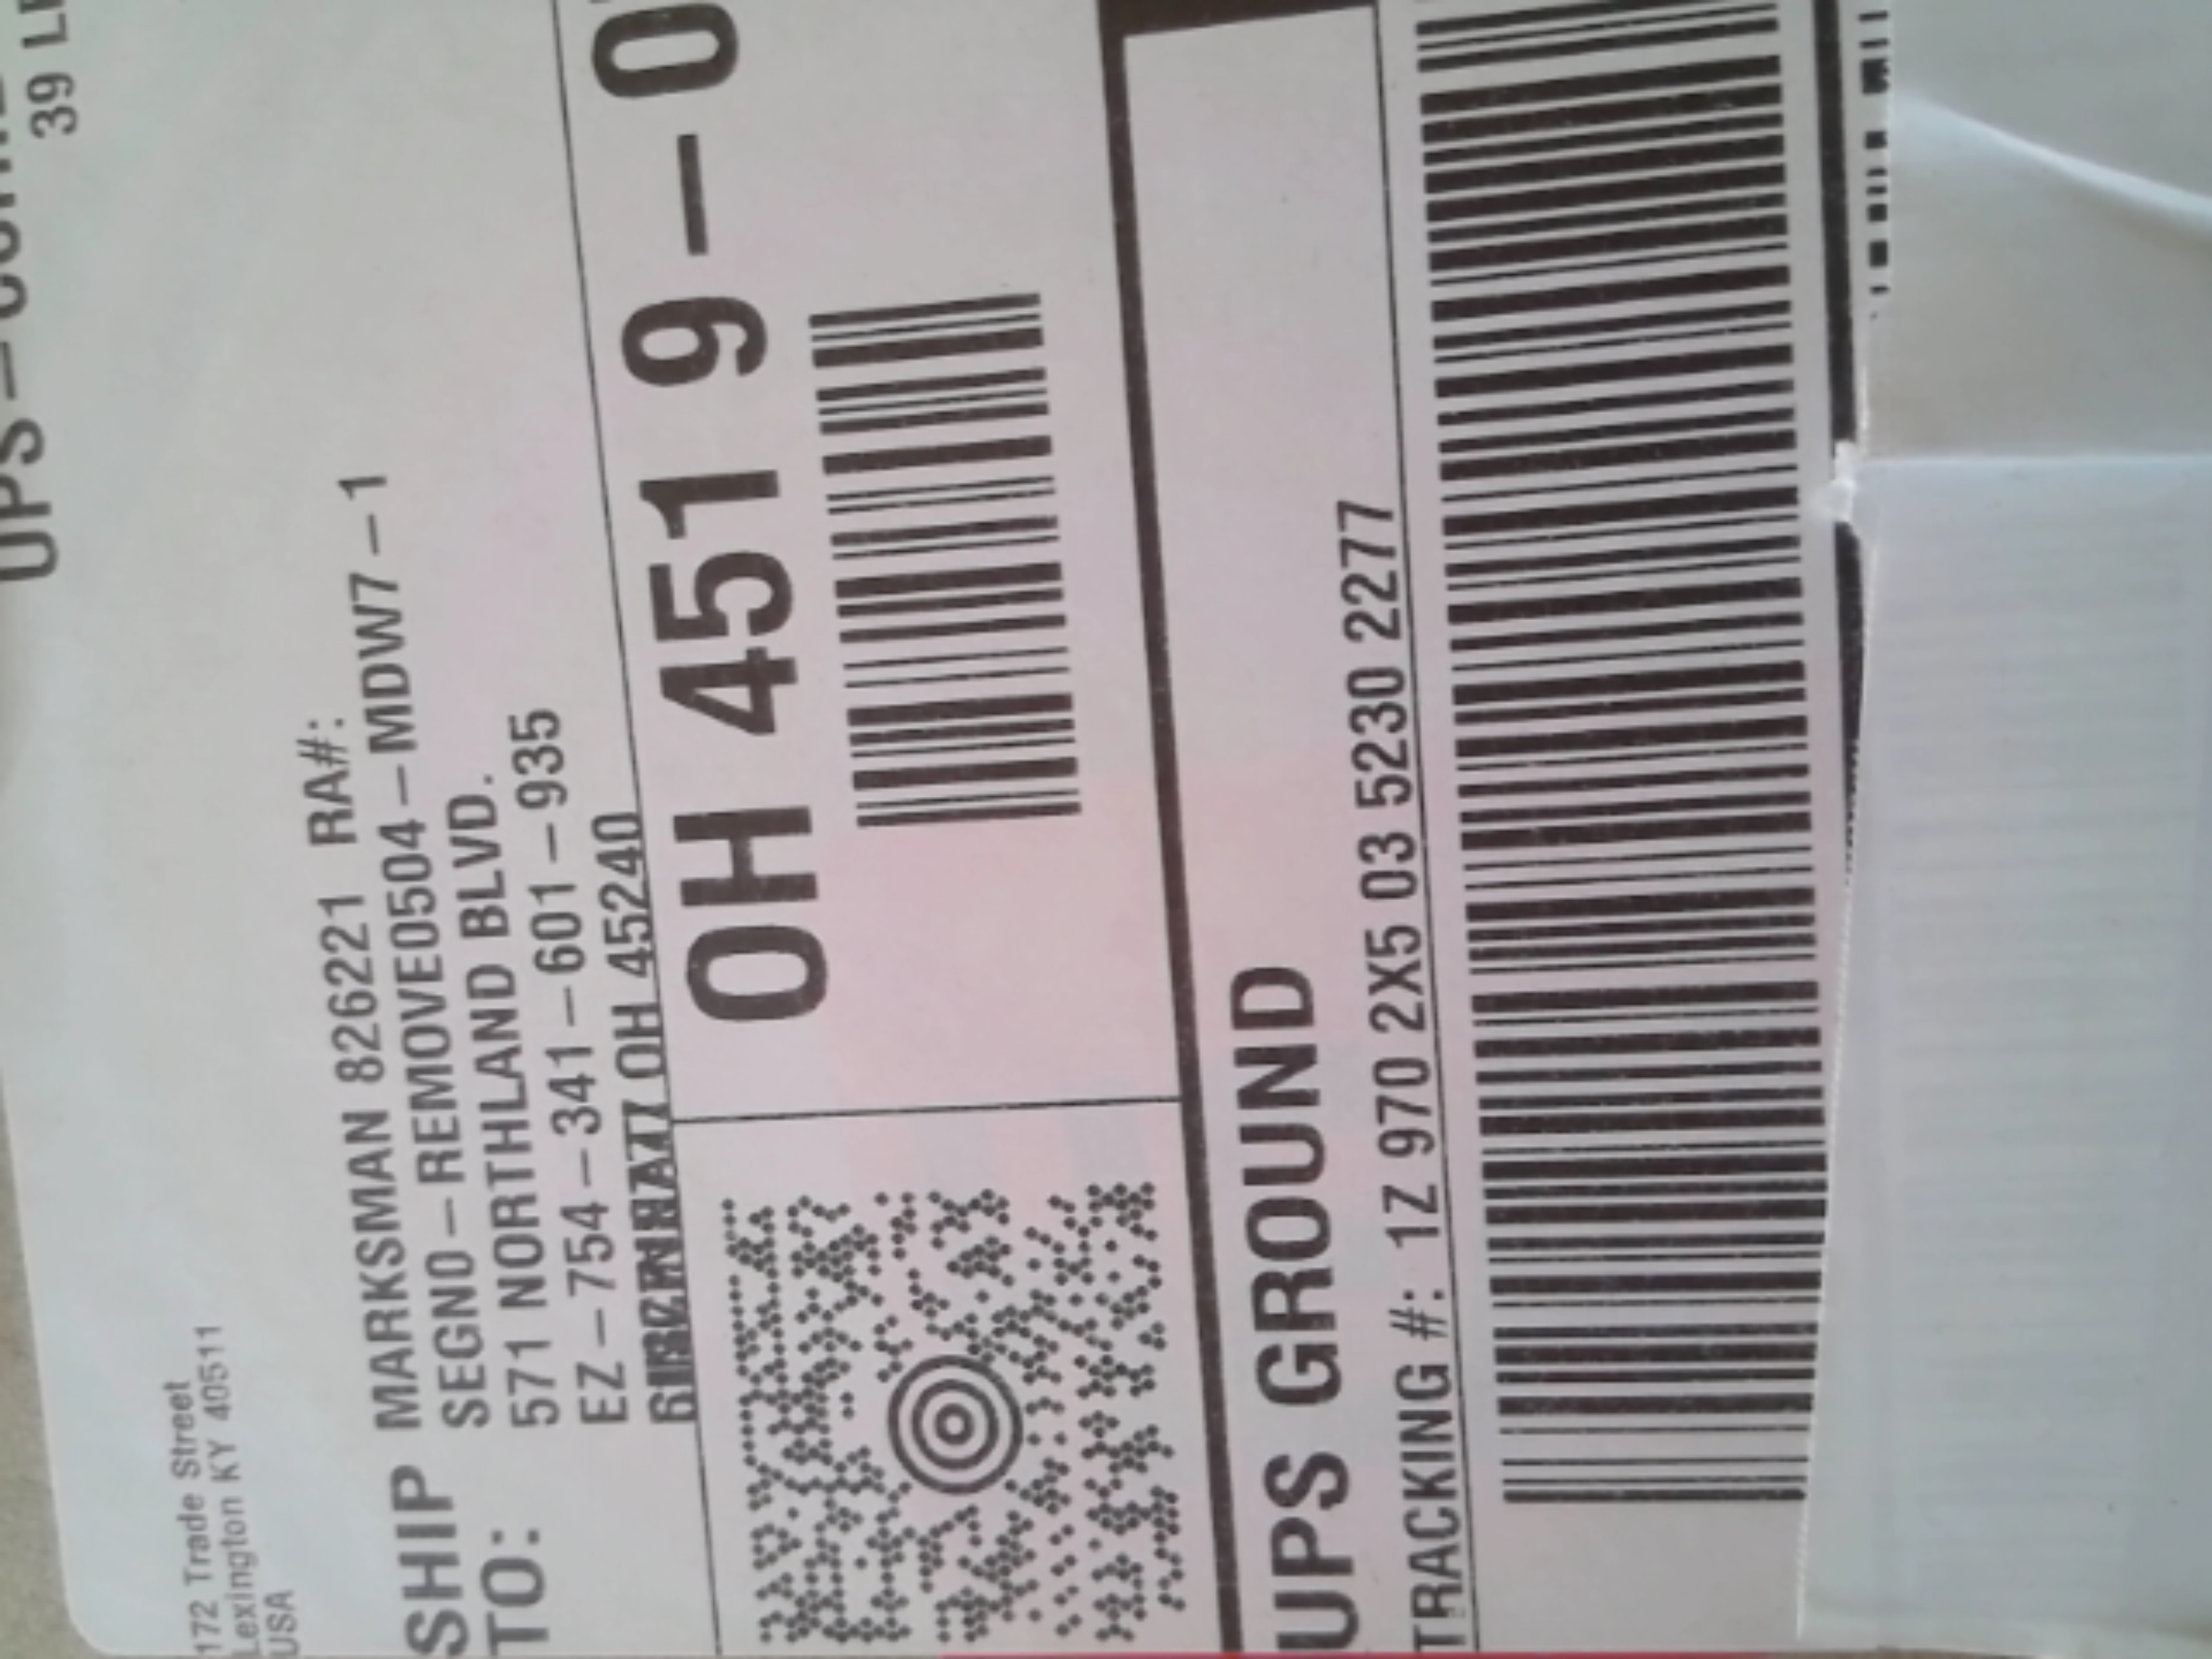 39
172 Trade Street
Lexington KY 40511
USA
SHIP TO:
MARKSMAN 826221 RA#:
SEGNO-REMOVE0504-MDW7-1
571 NORTHLAND BLVD.
EZ-754-341-601-935
OH 45240
OH 451 9-0
UPS GROUND
TRACKING #: 1Z 970 2X5 03 5230 2277